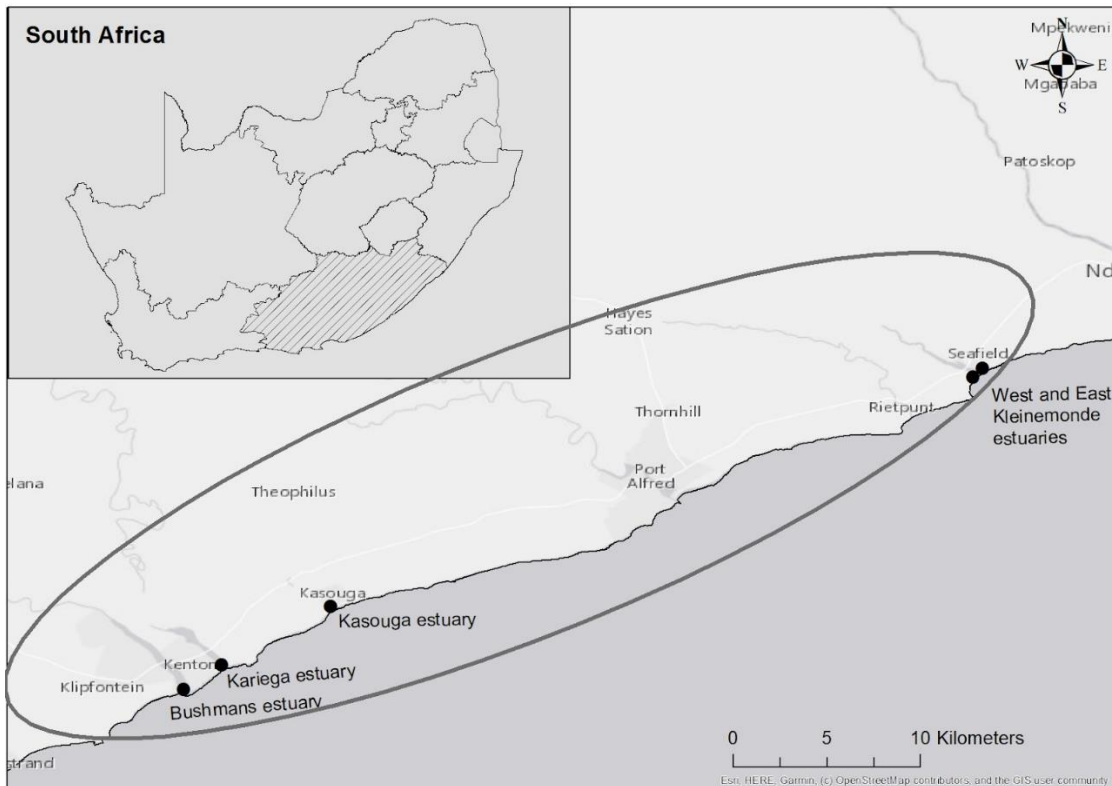 South Africa
Mpekweni
N
W
E
S
Mgababa
Patoskop
Nd
Hayes
Sation
Seafield
West and East
Kleinemonde
estuaries
Rietpunt
Thornhill
Port
Alfred
elana
Theophilus
Kasouga
Kasouga estuary
Kenton
Kariega estuary
Klipfontein
Bushmans estuary
strand
0 5 10 Kilometers
Esri, HERE, Garmin, (c) OpenStreetMap contributors, and the GIS user community